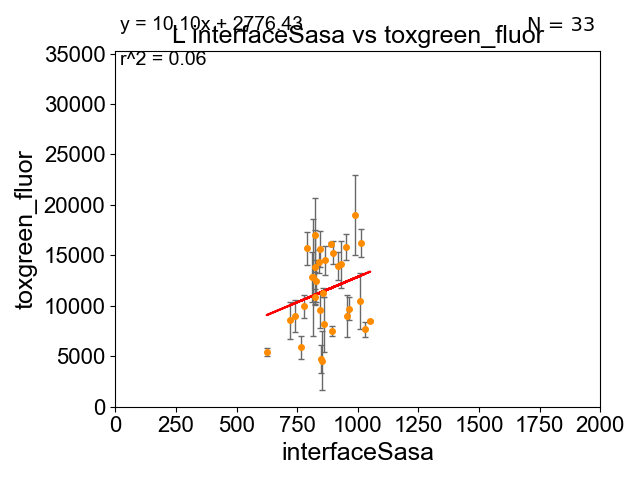 y = 10.10x + 2776.43
N = 33
L interfaceSasa vs toxgreen_fluor
r^2 = 0.06
35000
30000
25000
20000
15000
10000
5000
0
toxgreen_fluor
0 250 500 750 1000 1250 1500 1750 2000
interfaceSasa